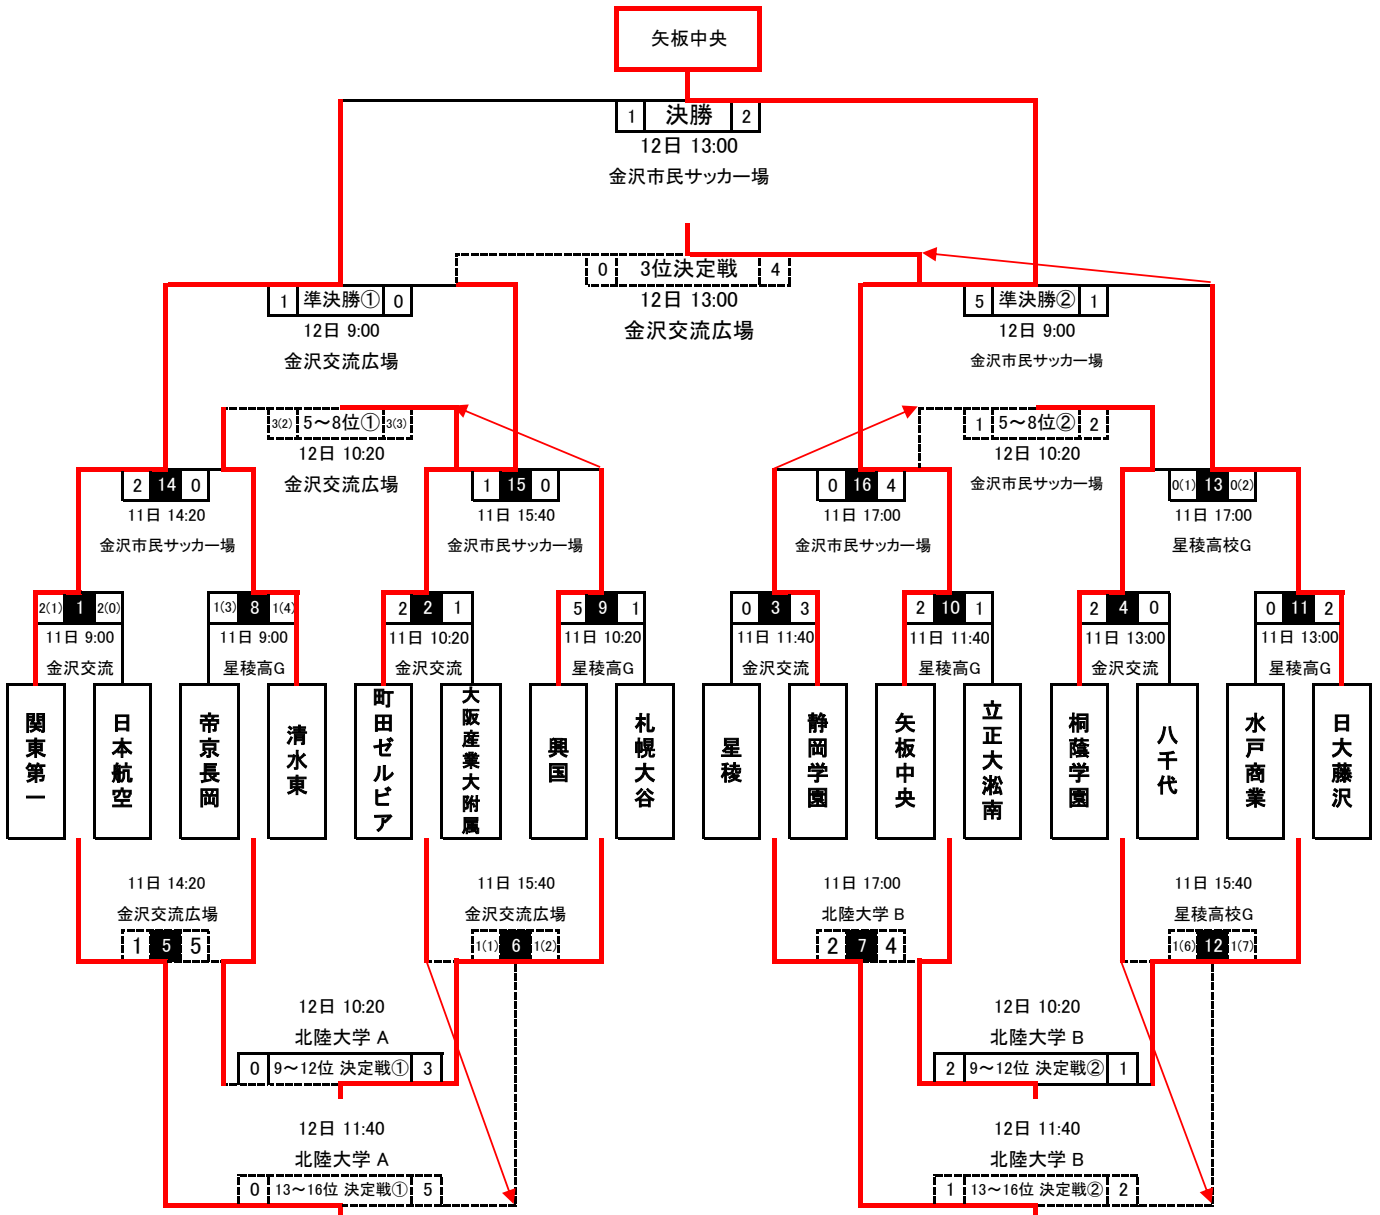 矢板中央
1 決勝 2
12日 13:00
金沢市民サッカー場
0 3位決定戦 4
12日 13:00
金沢交流広場
1 準決勝① 0
12日 9:00
金沢交流広場
5 準決勝② 1
12日 9:00
金沢市民サッカー場
3(2) 5～8位① 3(3)
12日 10:20
金沢交流広場
1 5～8位② 2
12日 10:20
金沢市民サッカー場
2 14 0
11日 14:20
金沢市民サッカー場
1 15 0
11日 15:40
金沢市民サッカー場
0 16 4
11日 17:00
金沢市民サッカー場
0(1) 13 0(2)
11日 17:00
星稜高校G
2(1) 1 2(0)
11日 9:00
金沢交流
1(3) 8 1(4)
11日 9:00
星稜高G
2 2 1
11日 10:20
金沢交流
5 9 1
11日 10:20
星稜高G
0 3 3
11日 11:40
金沢交流
2 10 1
11日 11:40
星稜高G
2 4 0
11日 13:00
金沢交流
0 11 2
11日 13:00
星稜高G
関東第一
日本航空
帝京長岡
清水東
町田ゼルビア
大阪産業大附属
興国
札幌大谷
星稜
静岡学園
矢板中央
立正大淞南
桐蔭学園
八千代
水戸商業
日大藤沢
11日 14:20
金沢交流広場
1 5 5
11日 15:40
金沢交流広場
1(1) 6 1(2)
11日 17:00
北陸大学 B
2 7 4
11日 15:40
星稜高校G
1(6) 12 1(7)
12日 10:20
北陸大学 A
0 9～12位 決定戦① 3
12日 10:20
北陸大学 B
2 9～12位 決定戦② 1
12日 11:40
北陸大学 A
0 13～16位 決定戦① 5
12日 11:40
北陸大学 B
1 13～16位 決定戦② 2